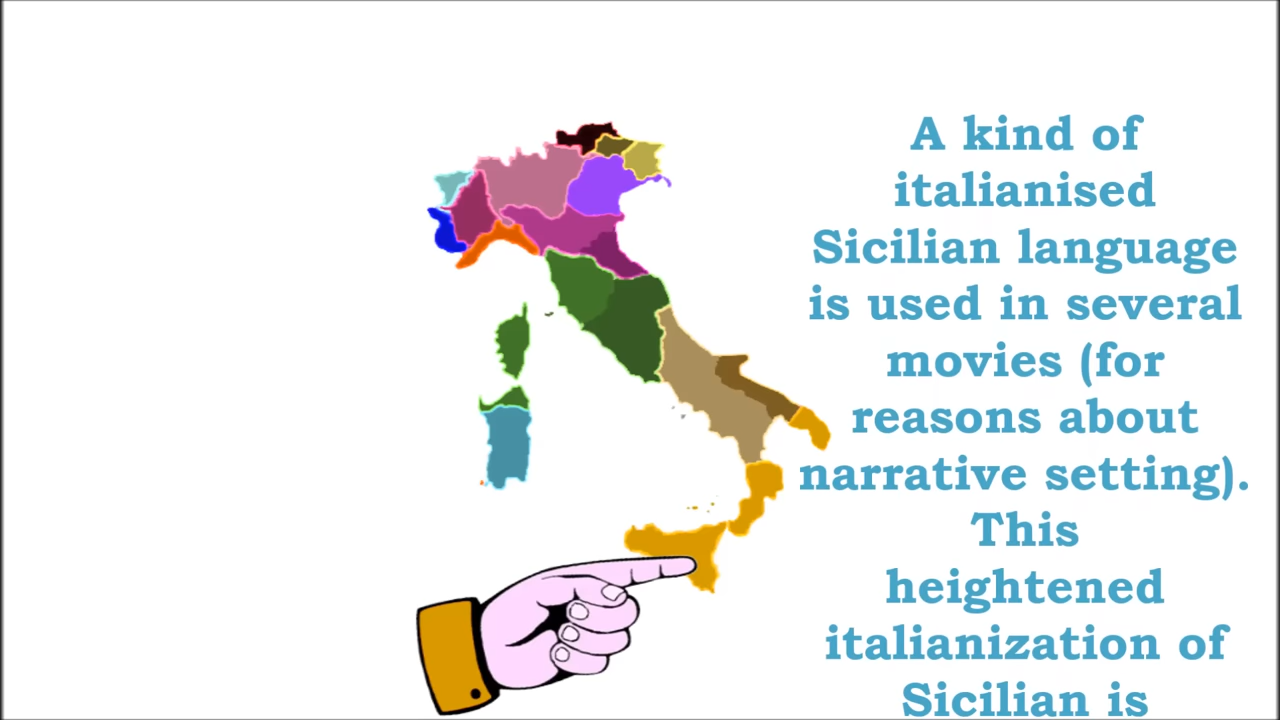 A kind of
italianised
Sicilian language
is used in several
movies (for
reasons about
narrative setting).
This
heightened
italianization of
Sicilian is